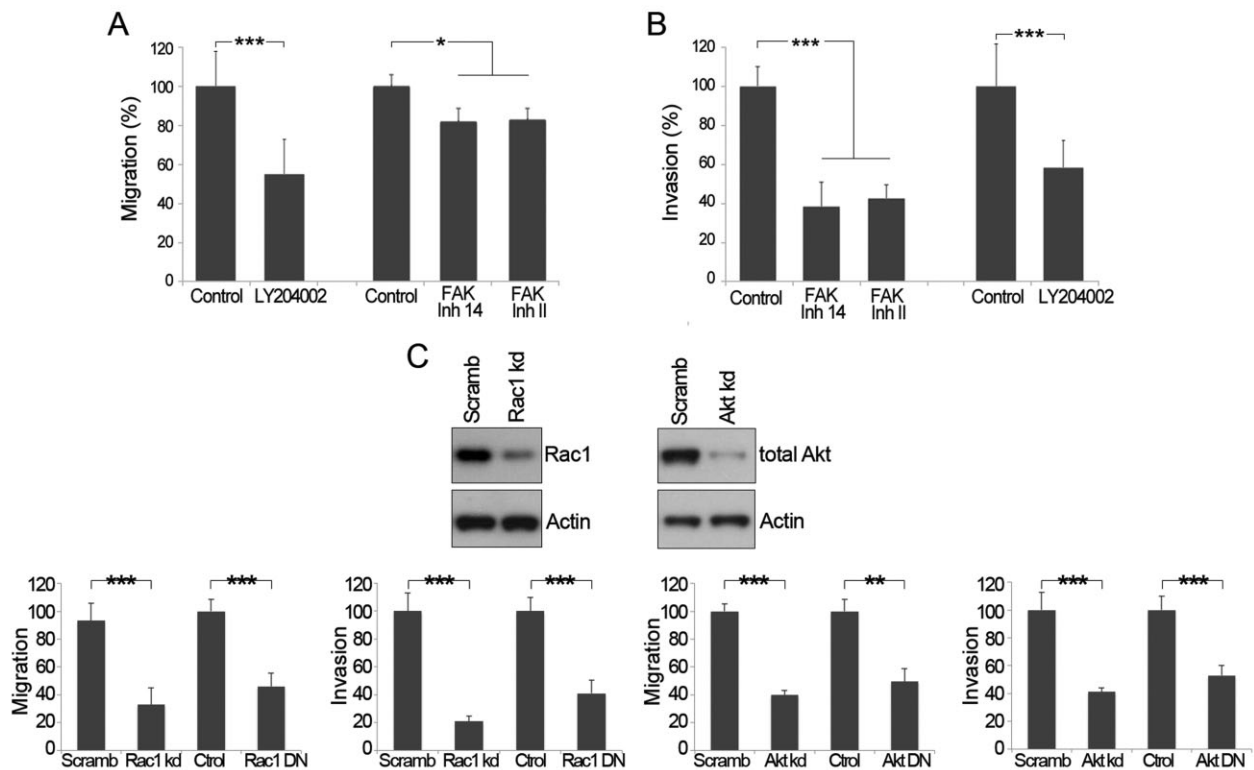 A
B
120
100
80
60
40
20
0
Migration (%)
***
*
Control
LY204002
Control
FAK
Inh 14
FAK
Inh II
120
100
80
60
40
20
0
Invasion (%)
***
***
Control
FAK
Inh 14
FAK
Inh II
Control
LY204002
C
Scramb
Rac1 kd
Rac1
Actin
Scramb
Akt kd
total Akt
Actin
120
100
80
60
40
20
0
Migration
***
***
Scramb
Rac1 kd
Ctrol
Rac1 DN
120
100
80
60
40
20
0
Invasion
***
***
Scramb
Rac1 kd
Ctrol
Rac1 DN
120
100
80
60
40
20
0
Migration
***
**
Scramb
Akt kd
Ctrol
Akt DN
120
100
80
60
40
20
0
Invasion
***
***
Scramb
Akt kd
Ctrol
Akt DN